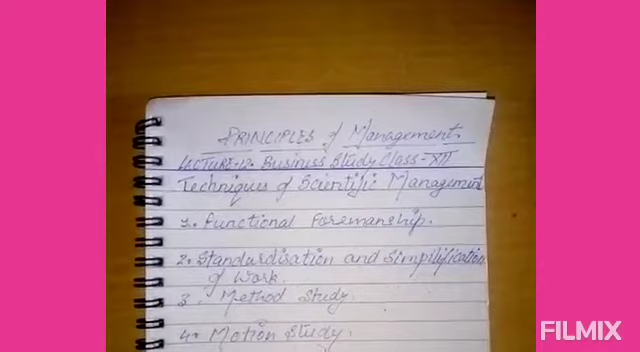 PRINCIPLES of Management.
LECTURE-12. Business Study Class-XII
Techniques of Scientific Management
1. Functional Foremanship.
2. Standardisation and Simplification
of Work.
3. Method Study.
4. Motion Study.
FILMIX